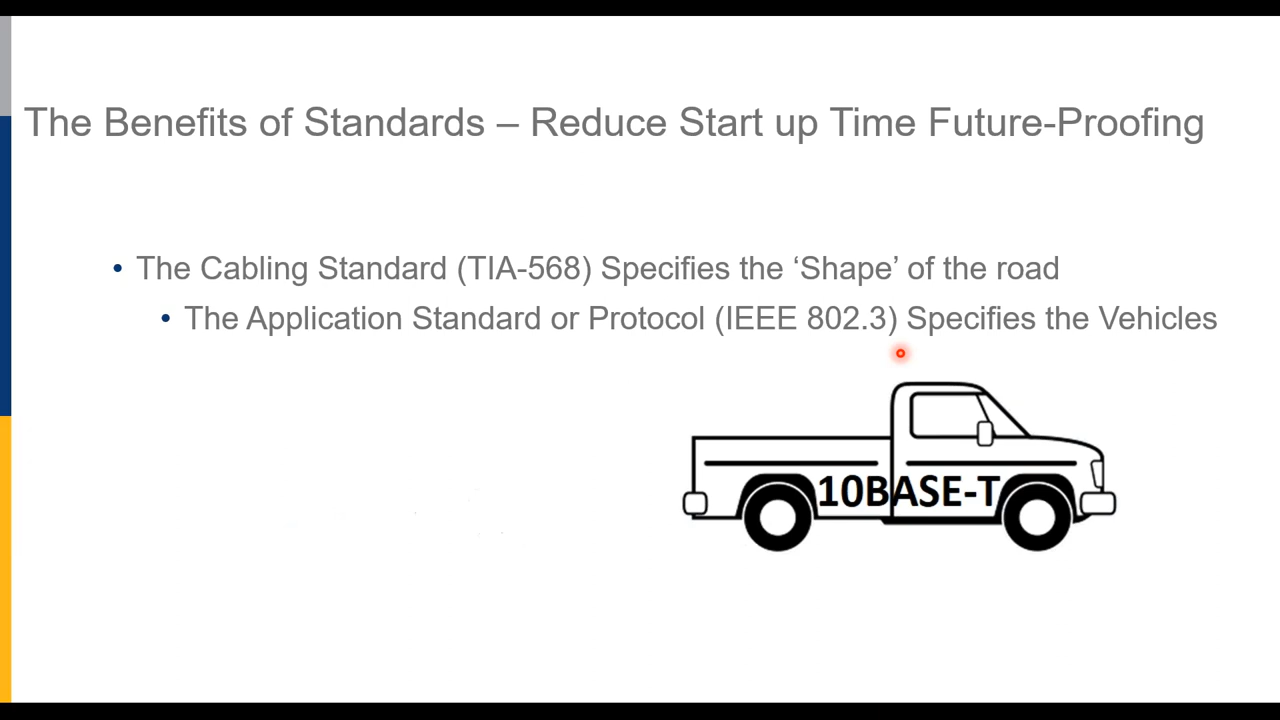 The Benefits of Standards – Reduce Start up Time Future-Proofing
• The Cabling Standard (TIA-568) Specifies the ‘Shape’ of the road
• The Application Standard or Protocol (IEEE 802.3) Specifies the Vehicles
10BASE-T